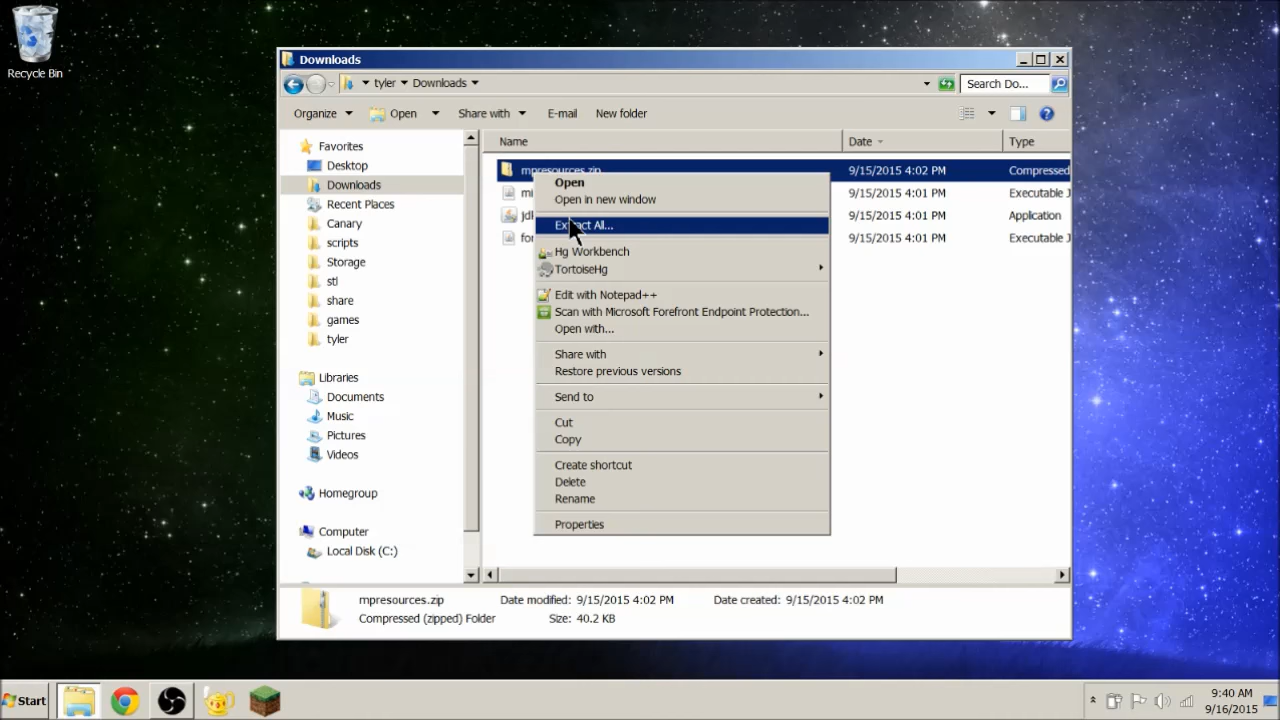 Recycle Bin
Downloads
tyler Downloads
Search Do...
Organize Open Share with E-mail New folder
Favorites
Desktop
Downloads
Recent Places
Canary
scripts
Storage
stl
share
games
tyler
Libraries
Documents
Music
Pictures
Videos
Homegroup
Computer
Local Disk (C:)
Name Date Type
mpresources.zip 9/15/2015 4:02 PM Compressed
mi 9/15/2015 4:01 PM Executable J
jdk 9/15/2015 4:01 PM Application
for 9/15/2015 4:01 PM Executable J
Open
Open in new window
Extract All...
Hg Workbench
TortoiseHg
Edit with Notepad++
Scan with Microsoft Forefront Endpoint Protection...
Open with...
Share with
Restore previous versions
Send to
Cut
Copy
Create shortcut
Delete
Rename
Properties
mpresources.zip Date modified: 9/15/2015 4:02 PM Date created: 9/15/2015 4:02 PM
Compressed (zipped) Folder Size: 40.2 KB
Start
9:40 AM
9/16/2015